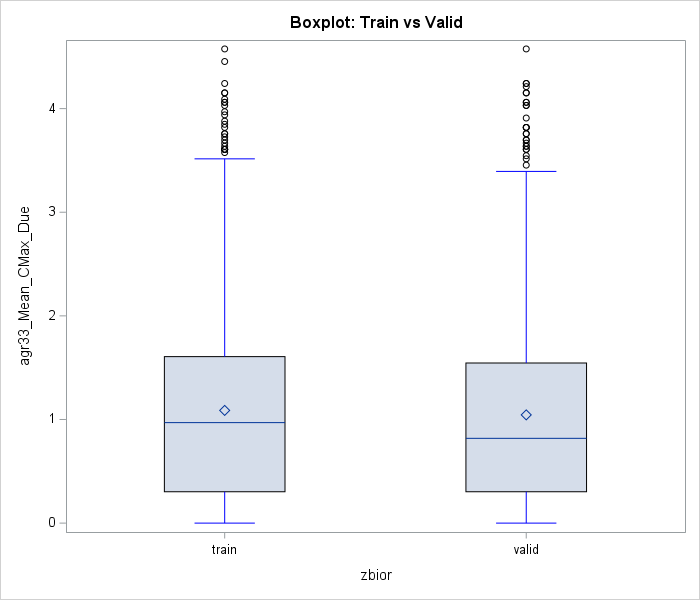 Boxplot: Train vs Valid
agr33_Mean_CMax_Due
4
3
2
1
0
train
valid
zbior